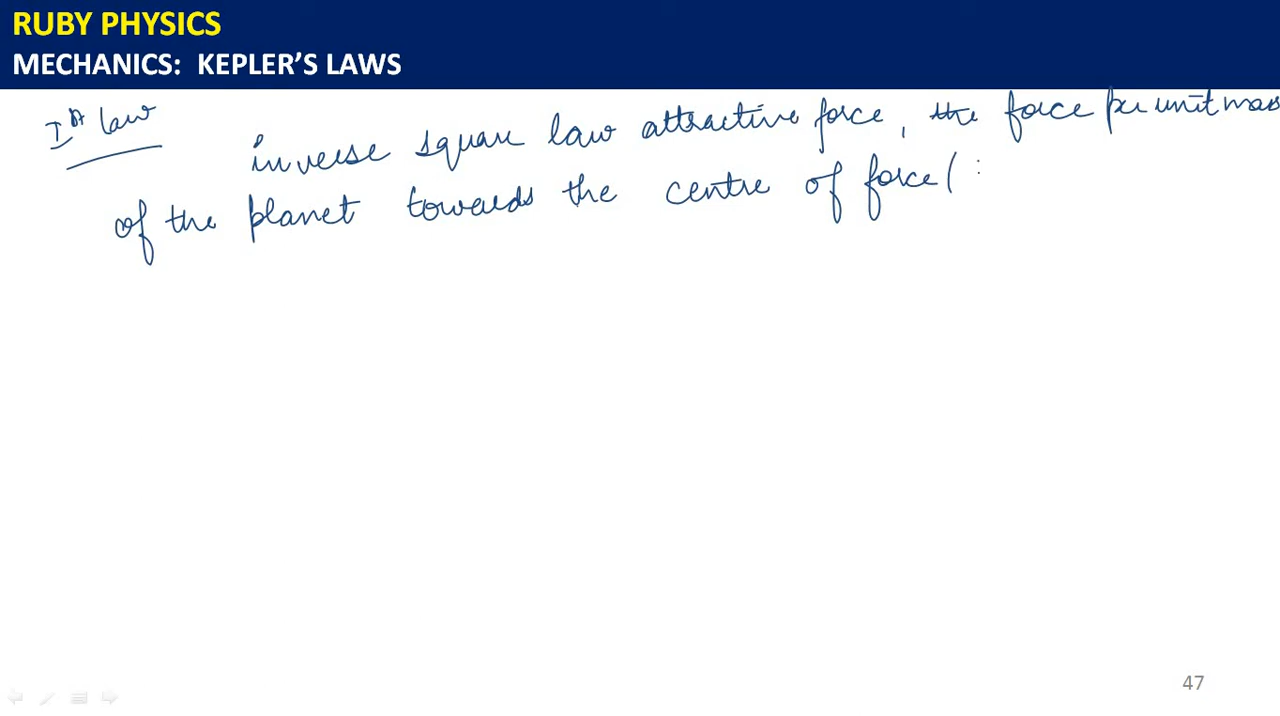 RUBY PHYSICS
MECHANICS: KEPLER'S LAWS
Ist law
inverse square law attractive force, the force per unit mass
of the planet towards the centre of force (
47